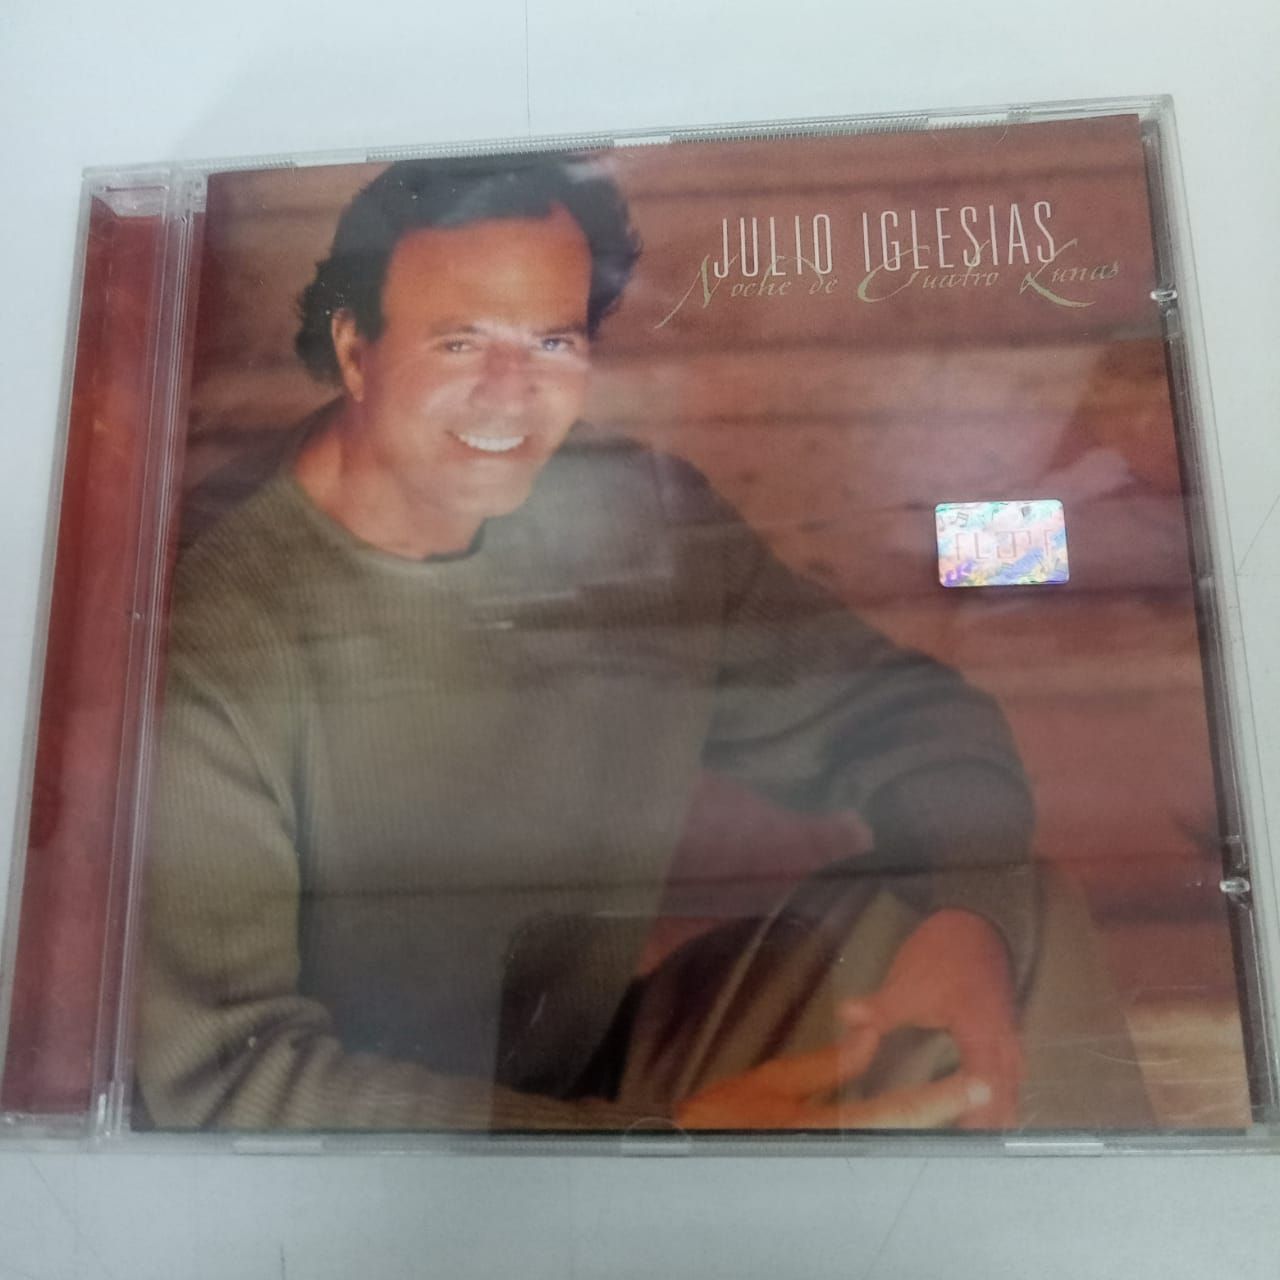 JULIO IGLESIAS
Noche de Cuatro Lunas